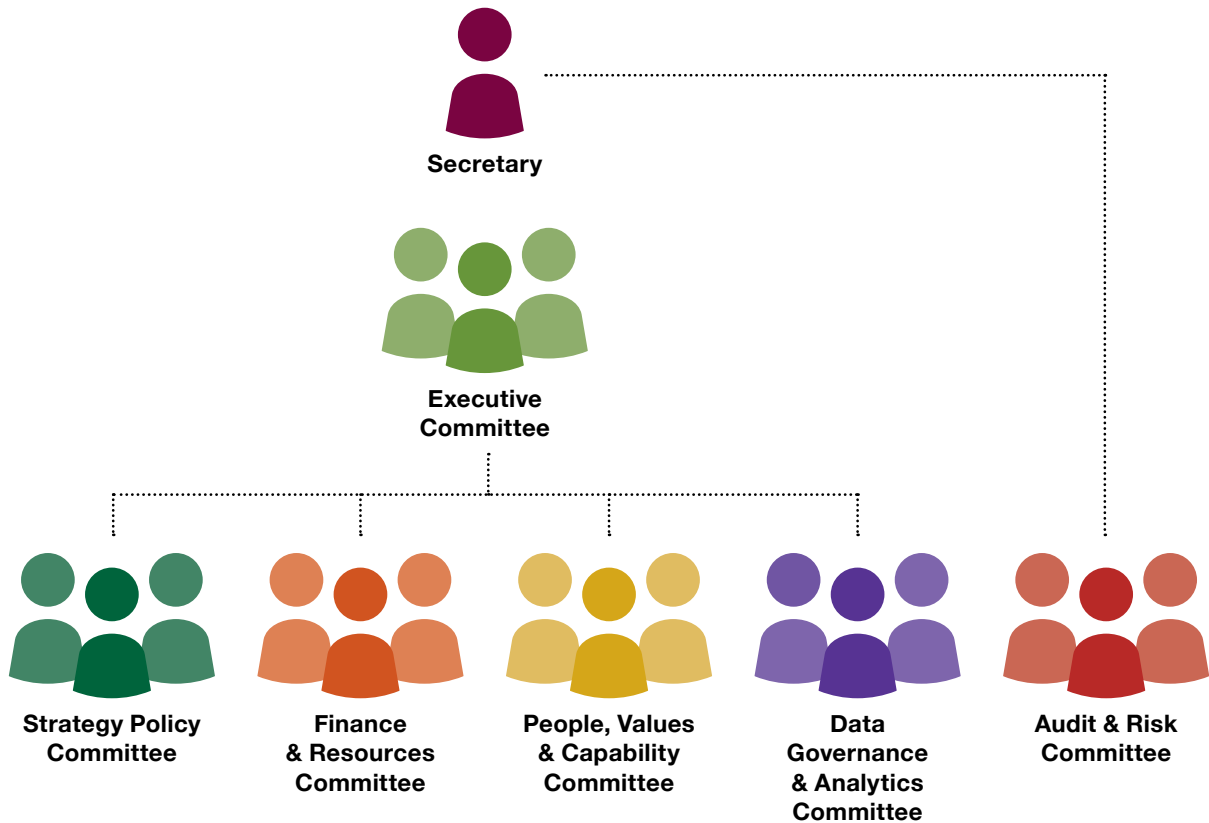 Secretary
Executive
Committee
Strategy Policy
Committee
Finance
& Resources
Committee
People, Values
& Capability
Committee
Data
Governance
& Analytics
Committee
Audit & Risk
Committee